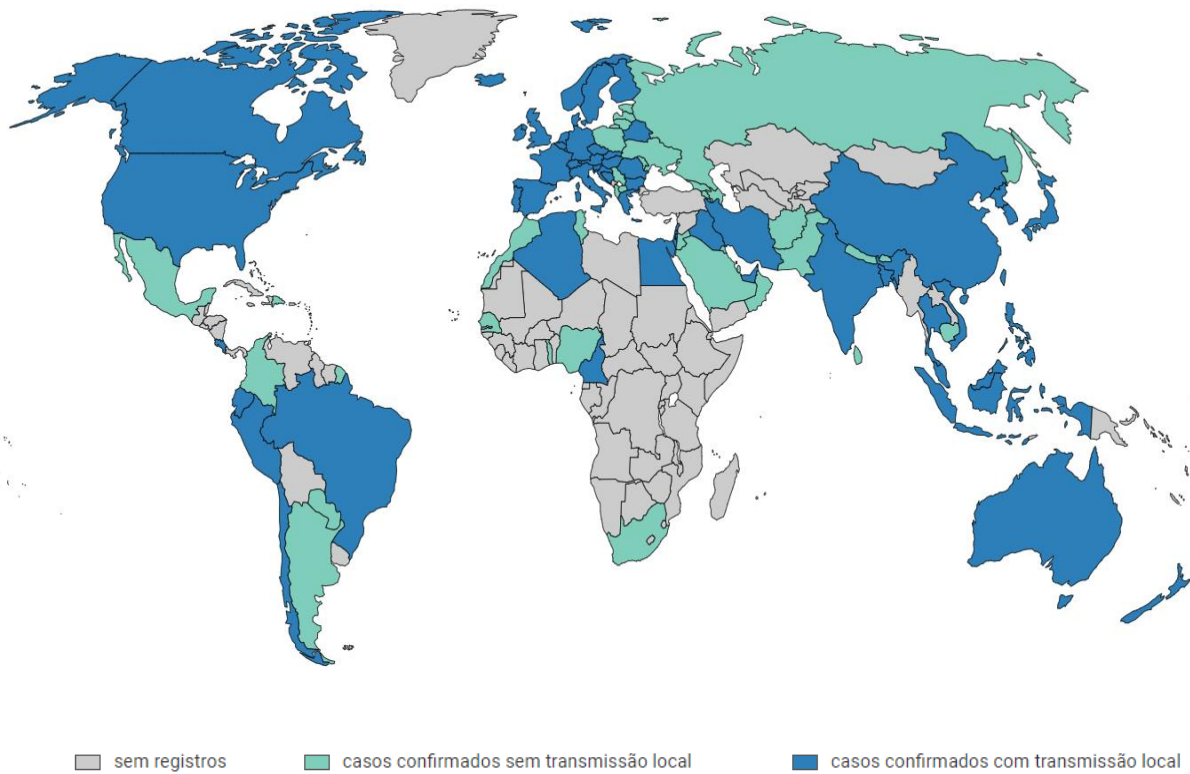 sem registros
casos confirmados sem transmissão local
casos confirmados com transmissão local